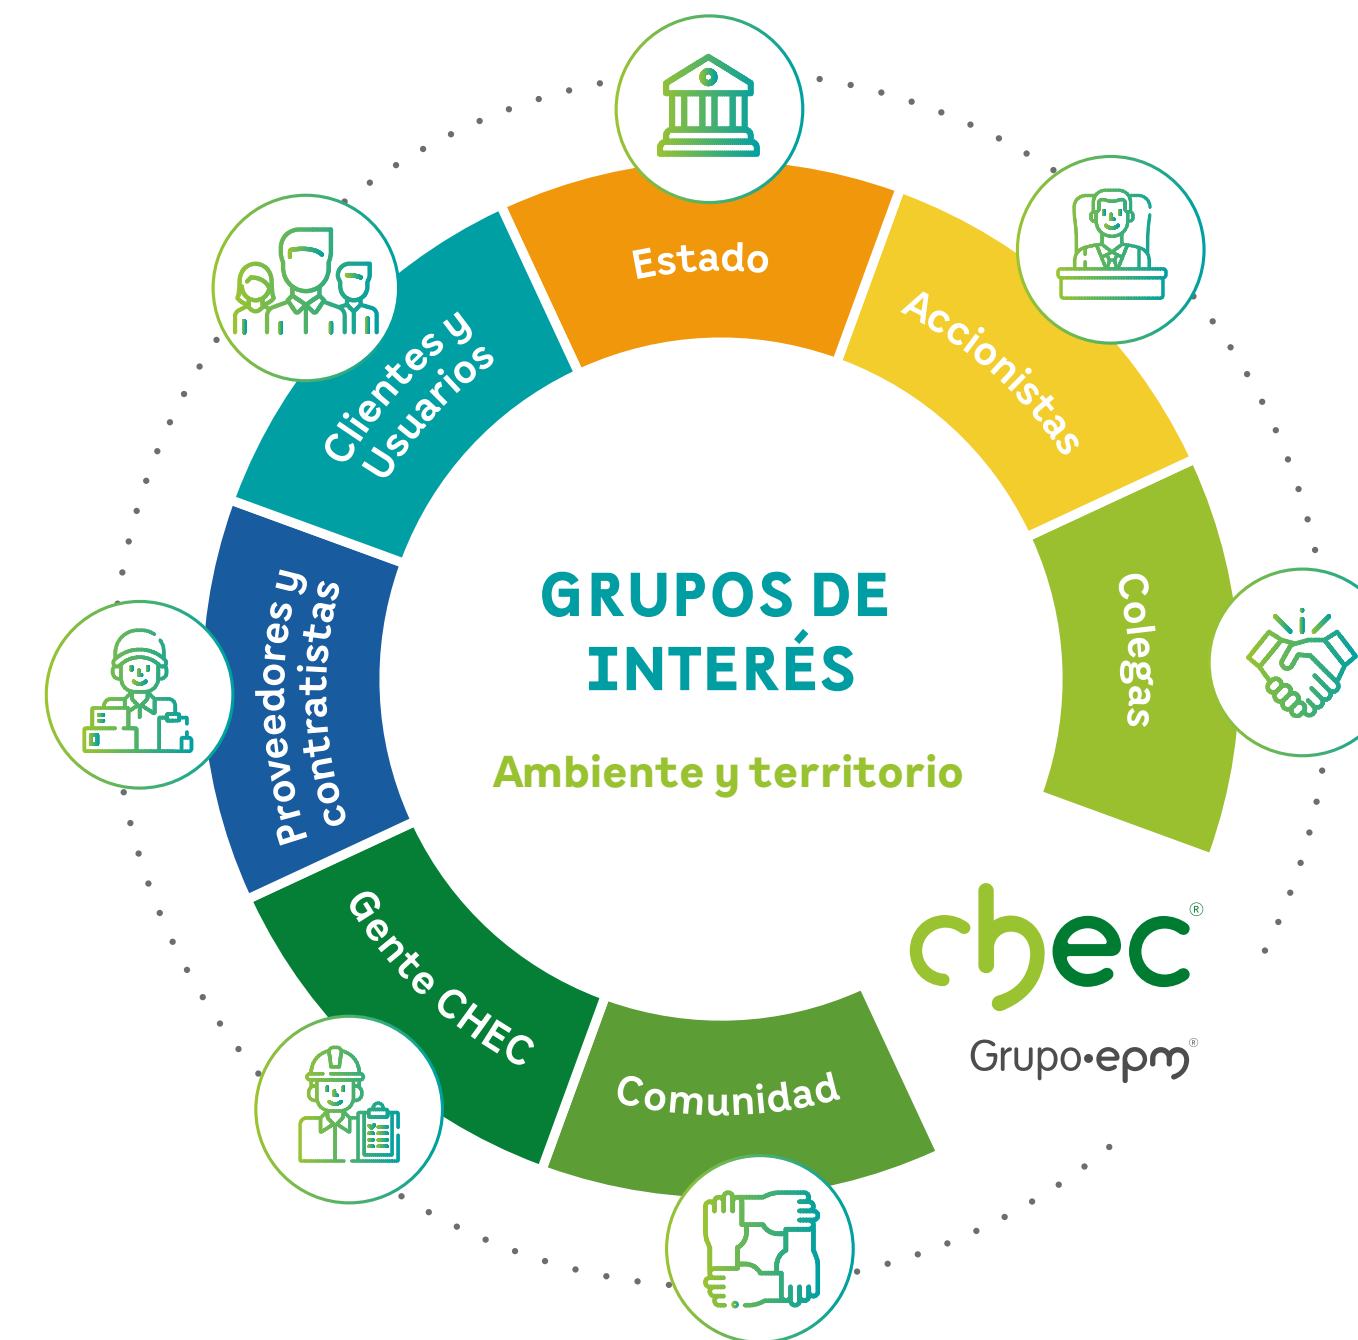 Estado
Accionistas
Colegas
Clientes y
Usuarios
Proveedores y
contratistas
Gente CHEC
Comunidad
GRUPOS DE
INTERÉS
Ambiente y territorio
chec®
Grupo·epm®